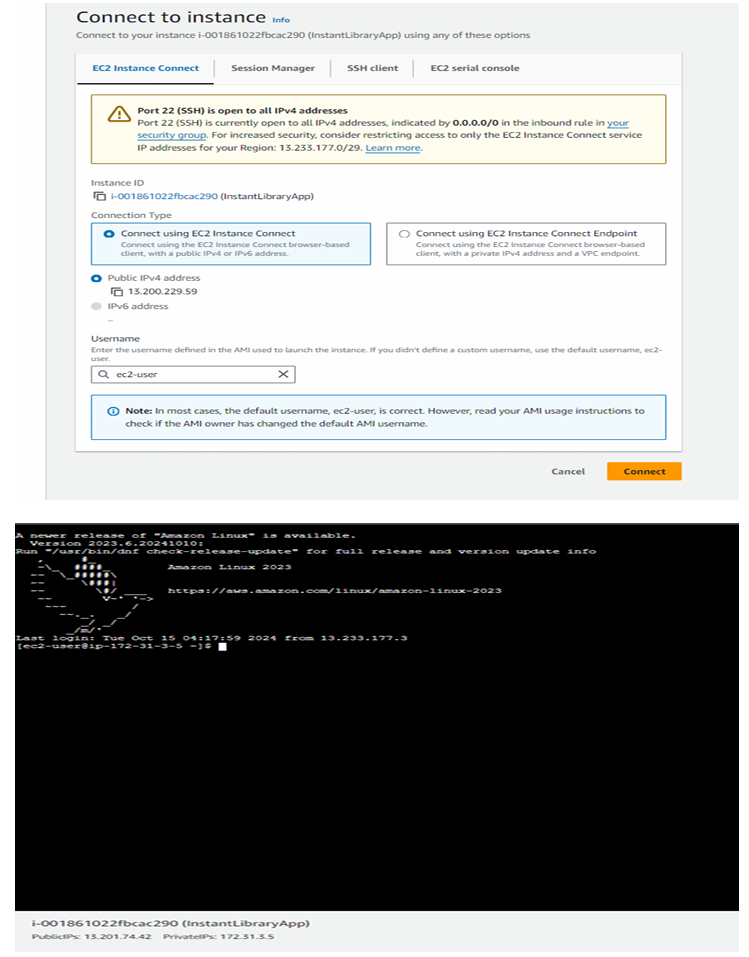 Connect to instance Info
Connect to your instance i-001861022fbcac290 (InstantLibraryApp) using any of these options
EC2 Instance Connect Session Manager SSH client EC2 serial console
Port 22 (SSH) is open to all IPv4 addresses
Port 22 (SSH) is currently open to all IPv4 addresses, indicated by 0.0.0.0/0 in the inbound rule in your
security group. For increased security, consider restricting access to only the EC2 Instance Connect service
IP addresses for your Region: 13.233.177.0/29. Learn more.
Instance ID
i-001861022fbcac290 (InstantLibraryApp)
Connection Type
Connect using EC2 Instance Connect
Connect using the EC2 Instance Connect browser-based
client, with a public IPv4 or IPv6 address.
Connect using EC2 Instance Connect Endpoint
Connect using the EC2 Instance Connect browser-based
client, with a private IPv4 address and a VPC endpoint.
Public IPv4 address
13.200.229.59
IPv6 address
–
Username
Enter the username defined in the AMI used to launch the instance. If you didn't define a custom username, use the default username, ec2-
user.
ec2-user
Note: In most cases, the default username, ec2-user, is correct. However, read your AMI usage instructions to
check if the AMI owner has changed the default AMI username.
Cancel Connect
A newer release of "Amazon Linux" is available.
Version 2023.6.20241010:
Run "/usr/bin/dnf check-release-update" for full release and version update info
Amazon Linux 2023
https://aws.amazon.com/linux/amazon-linux-2023
Last login: Tue Oct 15 04:17:59 2024 from 13.233.177.3
[ec2-user@ip-172-31-3-5 ~]$
i-001861022fbcac290 (InstantLibraryApp)
PublicIPs: 13.201.74.42 PrivateIPs: 172.31.3.5